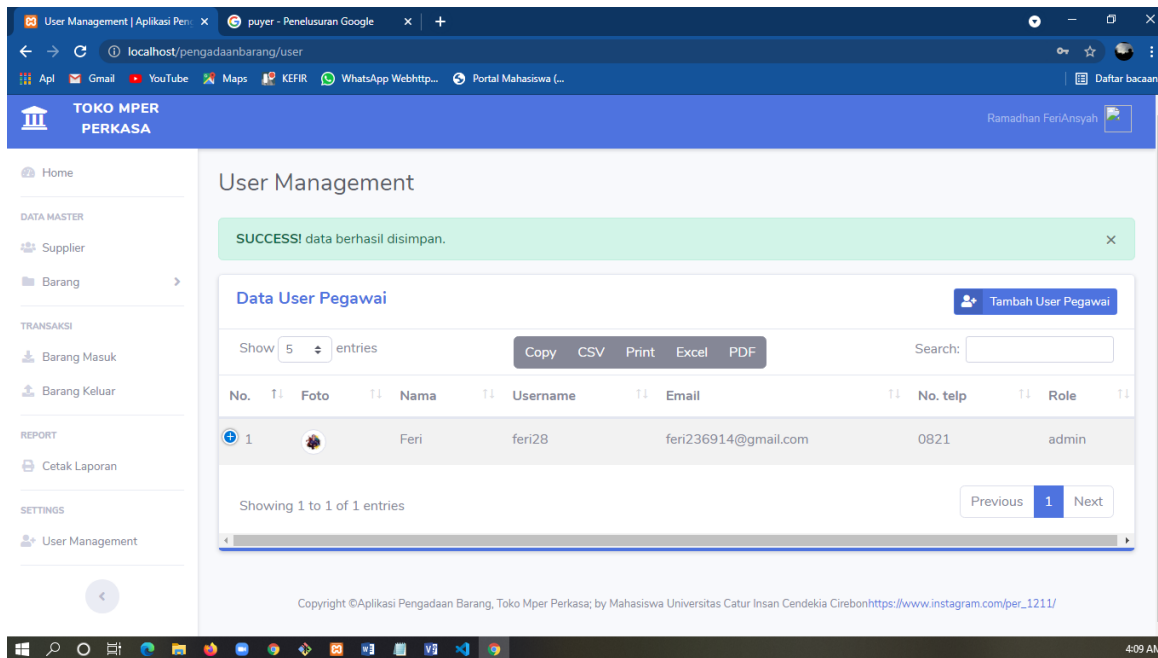 User Management | Aplikasi Peng
puyer - Penelusuran Google
localhost/pengadaanbarang/user
Apl Gmail YouTube Maps KEFIR WhatsApp Webhttp... Portal Mahasiswa (... Daftar bacaan
TOKO MPER
PERKASA
Ramadhan FeriAnsyah
Home
DATA MASTER
Supplier
Barang
TRANSAKSI
Barang Masuk
Barang Keluar
REPORT
Cetak Laporan
SETTINGS
User Management
User Management
SUCCESS! data berhasil disimpan.
Data User Pegawai
Tambah User Pegawai
Show 5 entries
Copy CSV Print Excel PDF
Search:
No. Foto Nama Username Email No. telp Role
1 Feri feri28 feri236914@gmail.com 0821 admin
Showing 1 to 1 of 1 entries
Previous 1 Next
Copyright ©Aplikasi Pengadaan Barang, Toko Mper Perkasa; by Mahasiswa Universitas Catur Insan Cendekia Cirebonhttps://www.instagram.com/per_1211/
4:09 AM